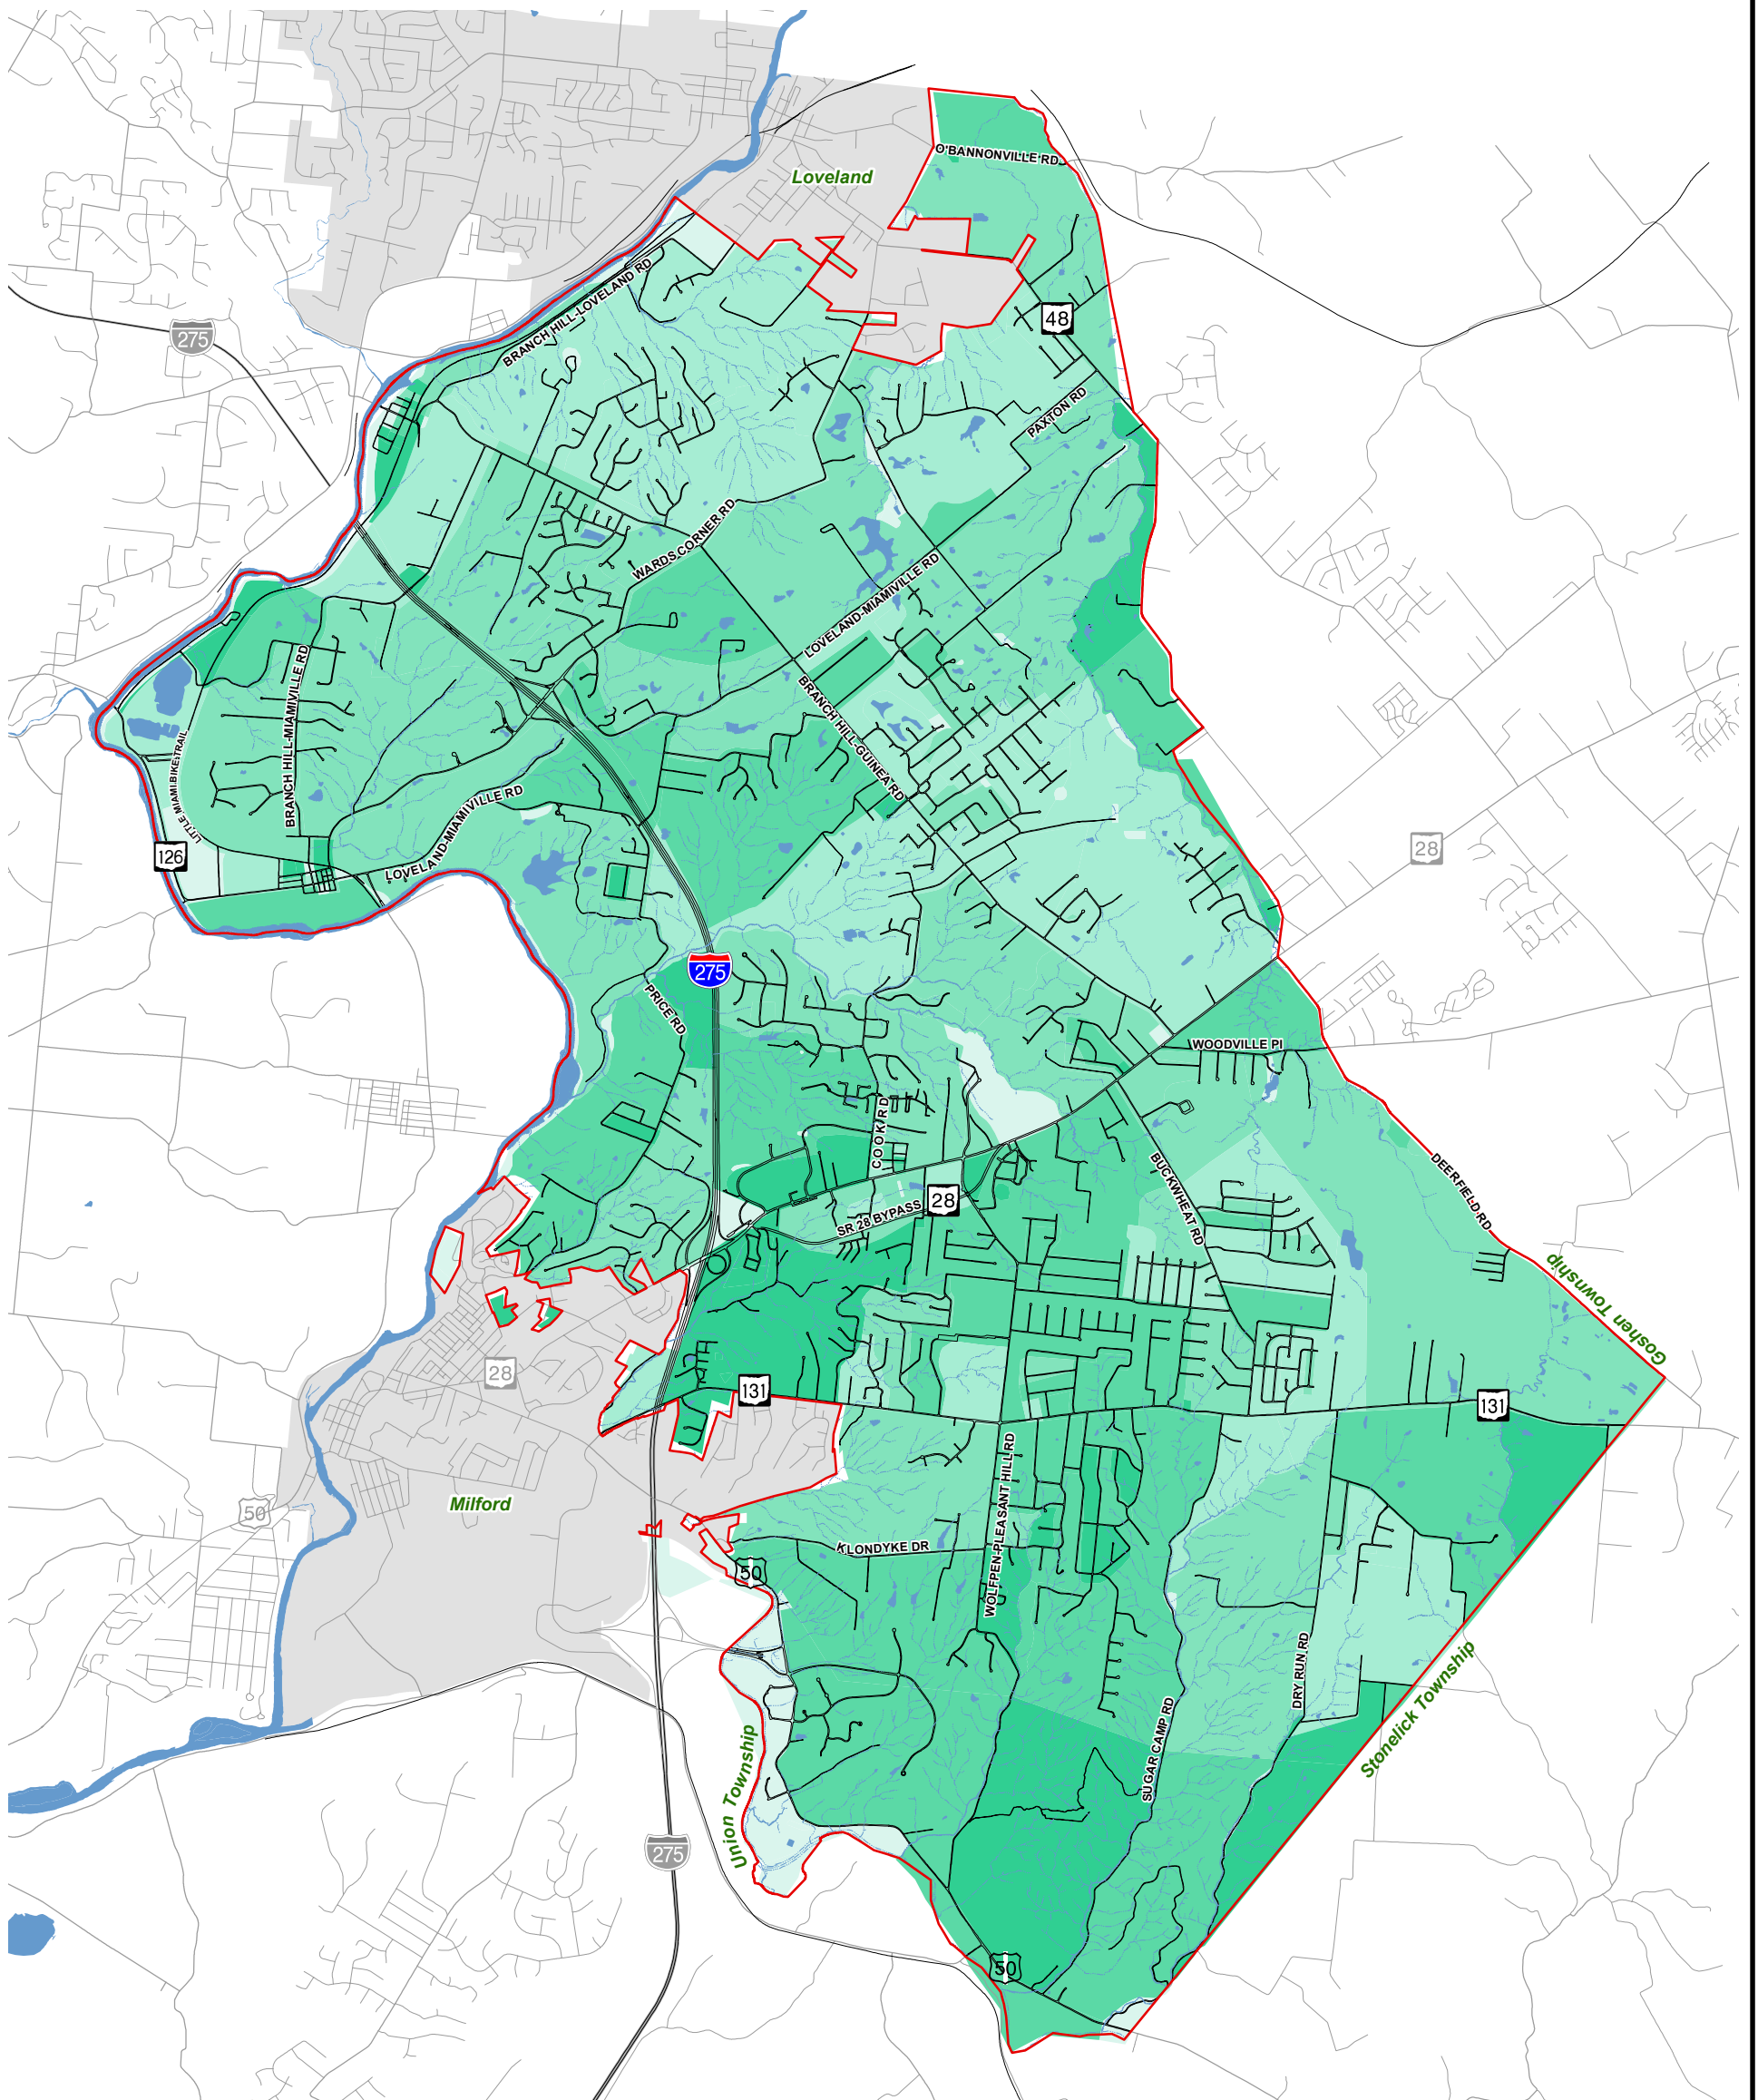 O'BANNONVILLE RD
Loveland
BRANCH HILL-LOVELAND RD
48
275
PAXTON RD
WARDS CORNER RD
LOVELAND-MIAMIVILLE RD
BRANCH HILL-MIAMIVILLE RD
BRANCH HILL-GUINEA RD
LITTLE MIAMI BIKE TRAIL
LOVELAND-MIAMIVILLE RD
126
28
275
PRICE RD
WOODVILLE PI
COOK RD
BUCKWHEAT RD
DEERFIELD RD
28
SR 28 BYPASS
Goshen Township
28
131
131
WOLFPEN-PLEASANT HILL RD
Milford
50
KLONDYKE DR
50
DRY RUN RD
SUGAR CAMP RD
Stonelick Township
Union Township
275
50